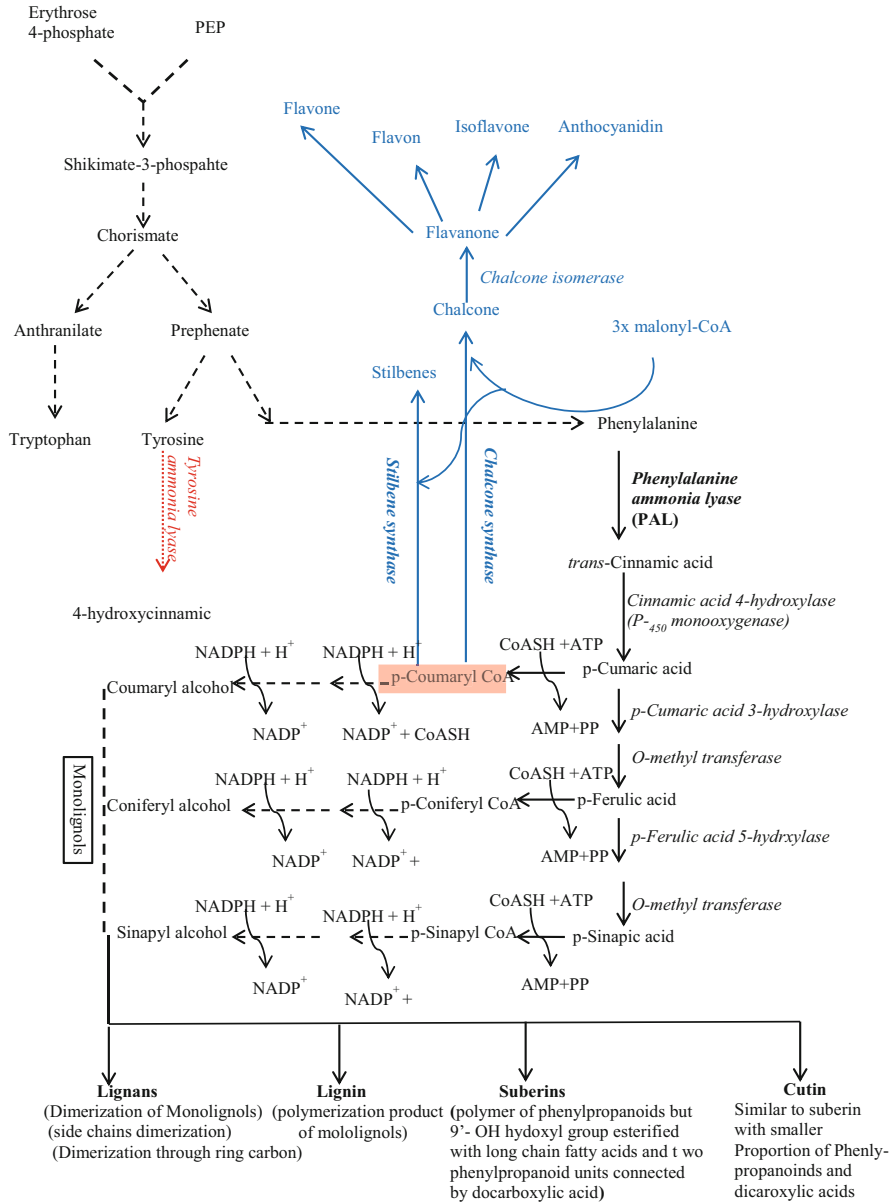 Erythrose
4-phosphate
PEP
Shikimate-3-phospahte
Chorismate
Anthranilate
Prephenate
Tryptophan
Tyrosine
Tyrosine
ammonia lyase
4-hydroxycinnamic
Flavone
Flavon
Isoflavone
Anthocyanidin
Flavanone
Chalcone isomerase
Chalcone
3x malonyl-CoA
Stilbenes
Stilbene synthase
Chalcone synthase
Phenylalanine
Phenylalanine
ammonia lyase
(PAL)
trans-Cinnamic acid
Cinnamic acid 4-hydroxylase
(P-450 monooxygenase)
NADPH + H+
NADPH + H+
CoASH +ATP
Coumaryl alcohol
p-Coumaryl CoA
p-Cumaric acid
NADP+
NADP+ + CoASH
AMP+PP
p-Cumaric acid 3-hydroxylase
O-methyl transferase
Monolignols
NADPH + H+
NADPH + H+
CoASH +ATP
Coniferyl alcohol
p-Coniferyl CoA
p-Ferulic acid
NADP+
NADP+ +
AMP+PP
p-Ferulic acid 5-hydrxylase
O-methyl transferase
NADPH + H+
NADPH + H+
CoASH +ATP
Sinapyl alcohol
p-Sinapyl CoA
p-Sinapic acid
NADP+
NADP+ +
AMP+PP
Lignans
(Dimerization of Monolignols)
(side chains dimerization)
(Dimerization through ring carbon)
Lignin
(polymerization product
of mololignols)
Suberins
(polymer of phenylpropanoids but
9'- OH hydoxyl group esterified
with long chain fatty acids and t wo
phenylpropanoid units connected
by docarboxylic acid)
Cutin
Similar to suberin
with smaller
Proportion of Phenly-
propanoinds and
dicaroxylic acids